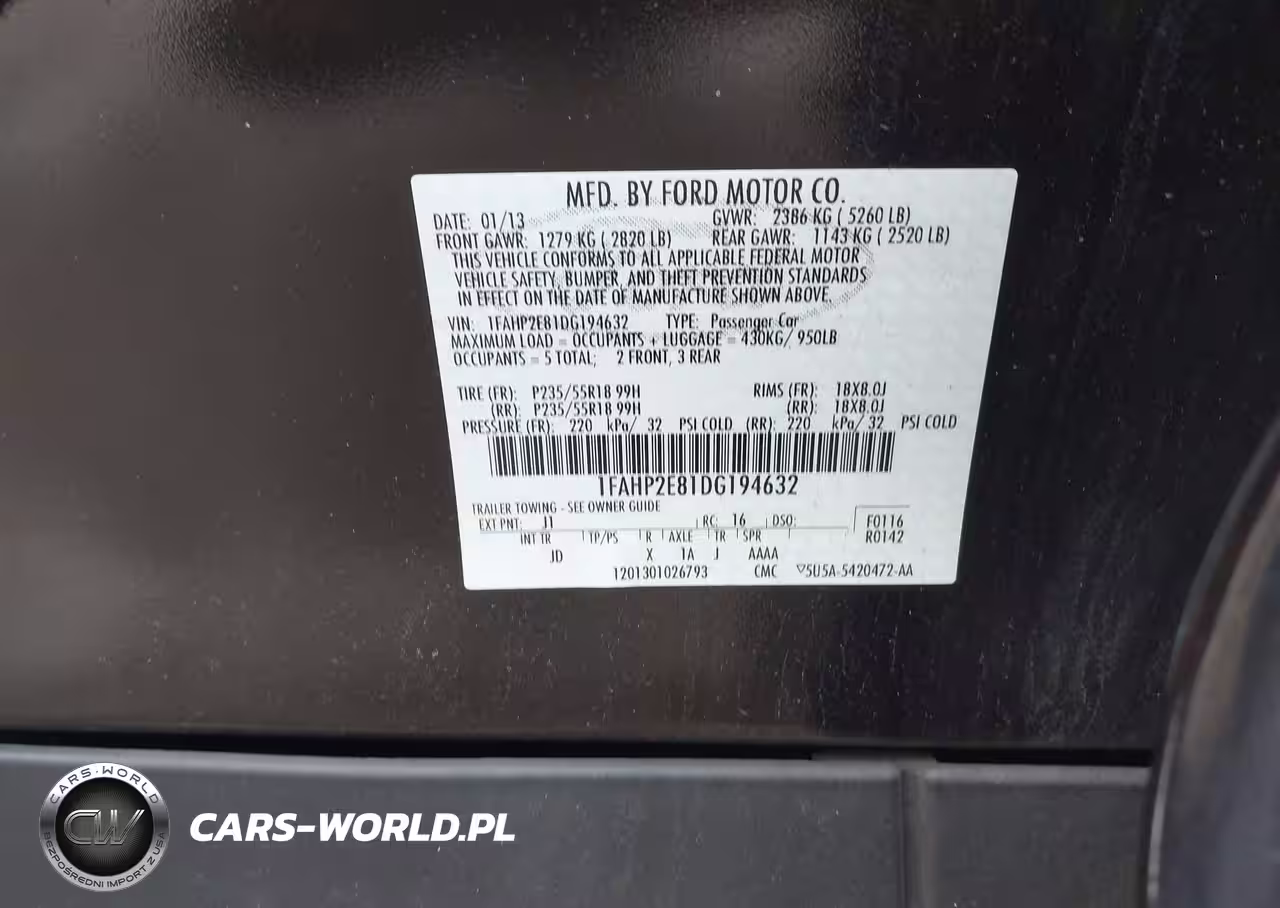 MFD. BY FORD MOTOR CO.
DATE: 01/13 GVWR: 2386 KG ( 5260 LB)
FRONT GAWR: 1279 KG ( 2820 LB) REAR GAWR: 1143 KG ( 2520 LB)
THIS VEHICLE CONFORMS TO ALL APPLICABLE FEDERAL MOTOR
VEHICLE SAFETY, BUMPER, AND THEFT PREVENTION STANDARDS
IN EFFECT ON THE DATE OF MANUFACTURE SHOWN ABOVE.
VIN: 1FAHP2E81DG194632 TYPE: Passenger Car
MAXIMUM LOAD = OCCUPANTS + LUGGAGE = 430KG/ 950LB
OCCUPANTS = 5 TOTAL; 2 FRONT, 3 REAR
TIRE (FR): P235/55R18 99H RIMS (FR): 18X8.0J
(RR): P235/55R18 99H (RR): 18X8.0J
PRESSURE (FR): 220 kPa/ 32 PSI COLD (RR): 220 kPa/ 32 PSI COLD
1FAHP2E81DG194632
TRAILER TOWING - SEE OWNER GUIDE
EXT PNT: J1 RC: 16 DSO: F0116
INT TR TP/PS R AXLE TR SPR R0142
JD X 1A J AAAA
1201301026793 CMC ▽5U5A-5420472-AA
CARS-WORLD
CW
BEZPOŚREDNI IMPORT Z USA
CARS-WORLD.PL